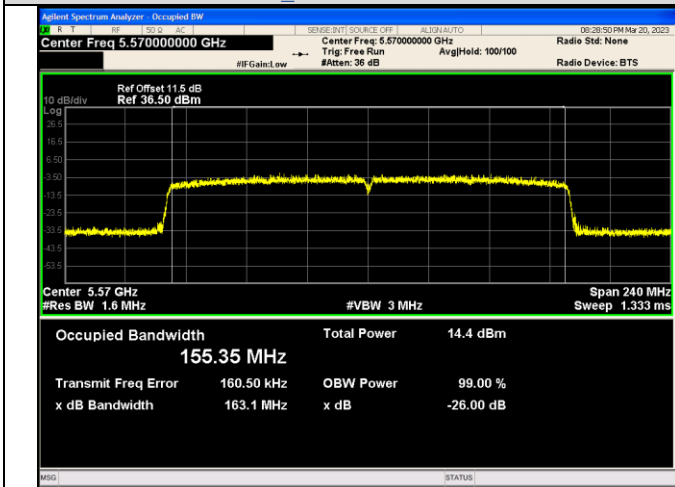 Agilent Spectrum Analyzer - Occupied BW
R T RF 50 Ω AC SENSE:INT SOURCE OFF ALIGN AUTO 08:28:50 PM Mar 20, 2023
Center Freq 5.570000000 GHz Center Freq: 5.570000000 GHz Radio Std: None
Trig: Free Run Avg|Hold: 100/100
#IFGain:Low #Atten: 36 dB Radio Device: BTS
Ref Offset 11.5 dB
10 dB/div Ref 36.50 dBm
Log
26.5
16.5
6.50
-3.50
-13.5
-23.5
-33.5
-43.5
-53.5
Center 5.57 GHz Span 240 MHz
#Res BW 1.6 MHz #VBW 3 MHz Sweep 1.333 ms
Occupied Bandwidth Total Power 14.4 dBm
155.35 MHz
Transmit Freq Error 160.50 kHz OBW Power 99.00 %
x dB Bandwidth 163.1 MHz x dB -26.00 dB
MSG STATUS